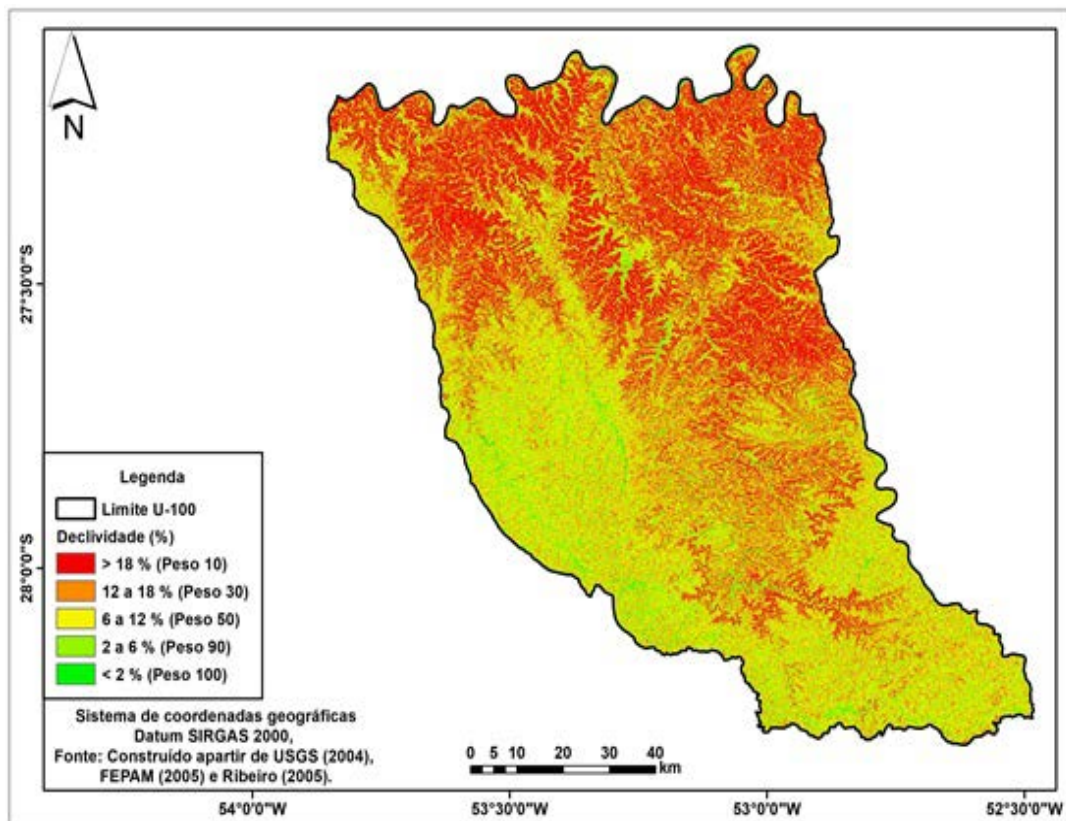 N
27°30'0"S
28°0'0"S
Legenda
Limite U-100
Declividade (%)
> 18 % (Peso 10)
12 a 18 % (Peso 30)
6 a 12 % (Peso 50)
2 a 6 % (Peso 90)
< 2 % (Peso 100)
Sistema de coordenadas geográficas
Datum SIRGAS 2000,
Fonte: Construído apartir de USGS (2004),
FEPAM (2005) e Ribeiro (2005).
0 5 10 20 30 40
km
54°0'0"W 53°30'0"W 53°0'0"W 52°30'0"W